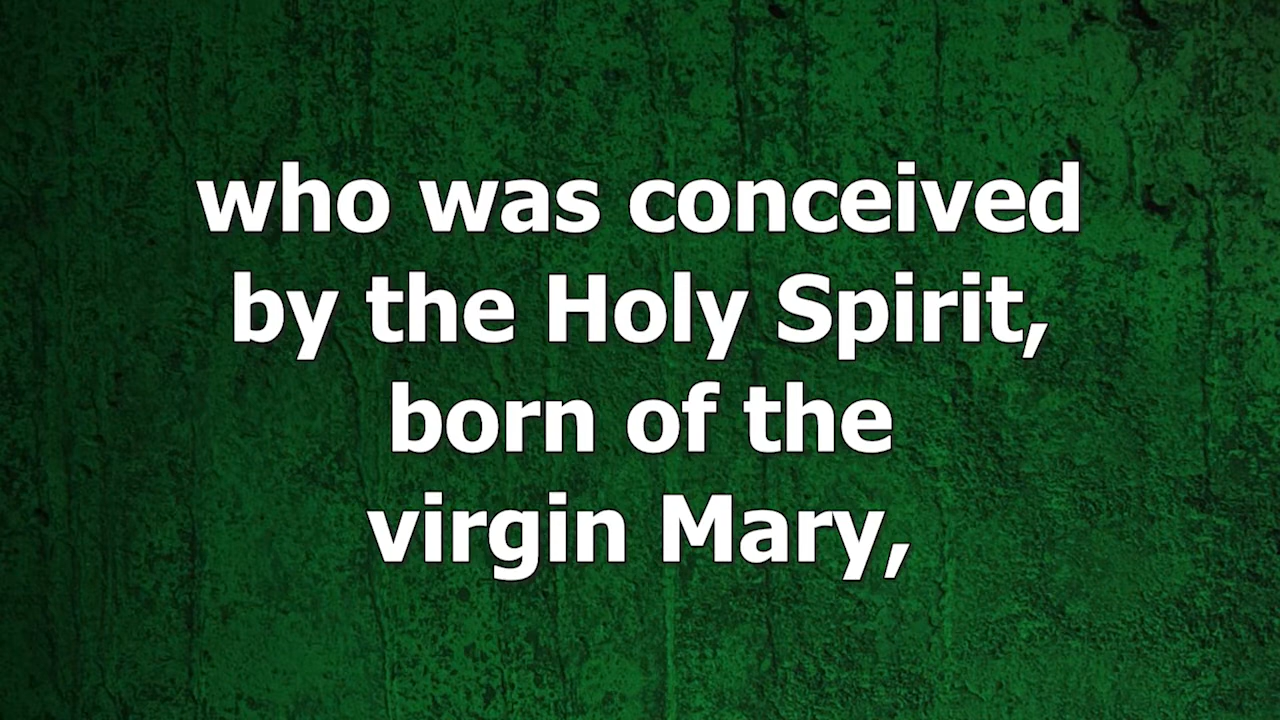 who was conceived
by the Holy Spirit,
born of the
virgin Mary,